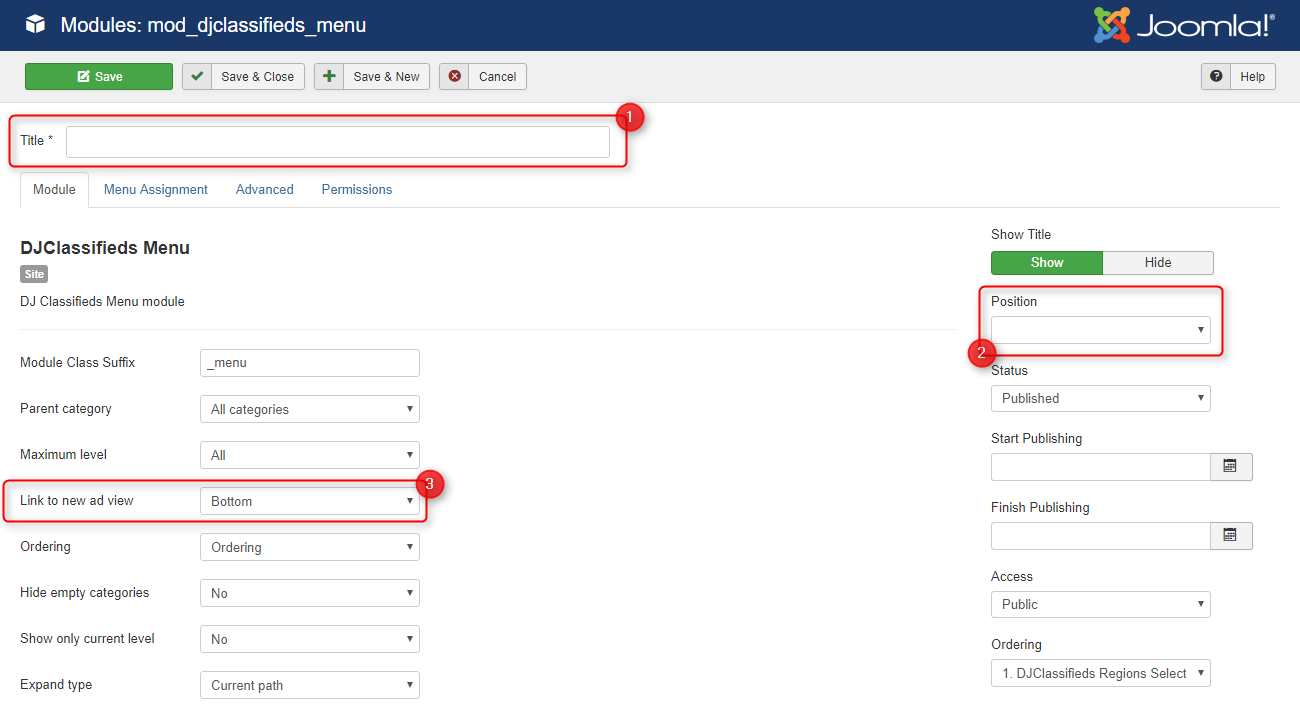 Modules: mod_djclassifieds_menu
Joomla!®
Save
Save & Close
Save & New
Cancel
Help
1
Title *
Module
Menu Assignment
Advanced
Permissions
DJClassifieds Menu
Site
DJ Classifieds Menu module
Module Class Suffix
_menu
Parent category
All categories
Maximum level
All
3
Link to new ad view
Bottom
Ordering
Ordering
Hide empty categories
No
Show only current level
No
Expand type
Current path
Show Title
Show
Hide
Position
2
Status
Published
Start Publishing
Finish Publishing
Access
Public
Ordering
1. DJClassifieds Regions Select